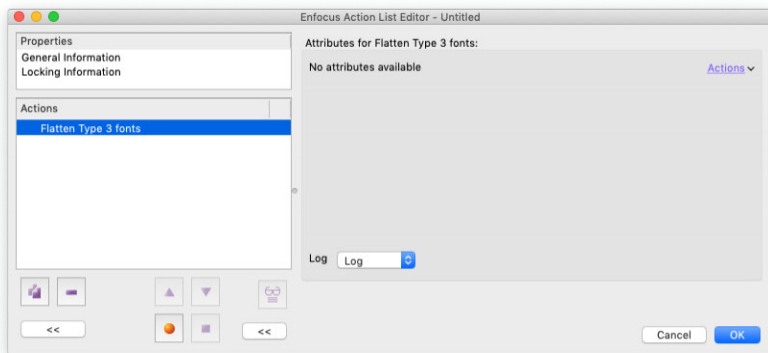 Enfocus Action List Editor - Untitled
Properties
General Information
Locking Information
Actions
Flatten Type 3 fonts
<<
<<
Attributes for Flatten Type 3 fonts:
No attributes available
Actions
Log
Log
Cancel
OK